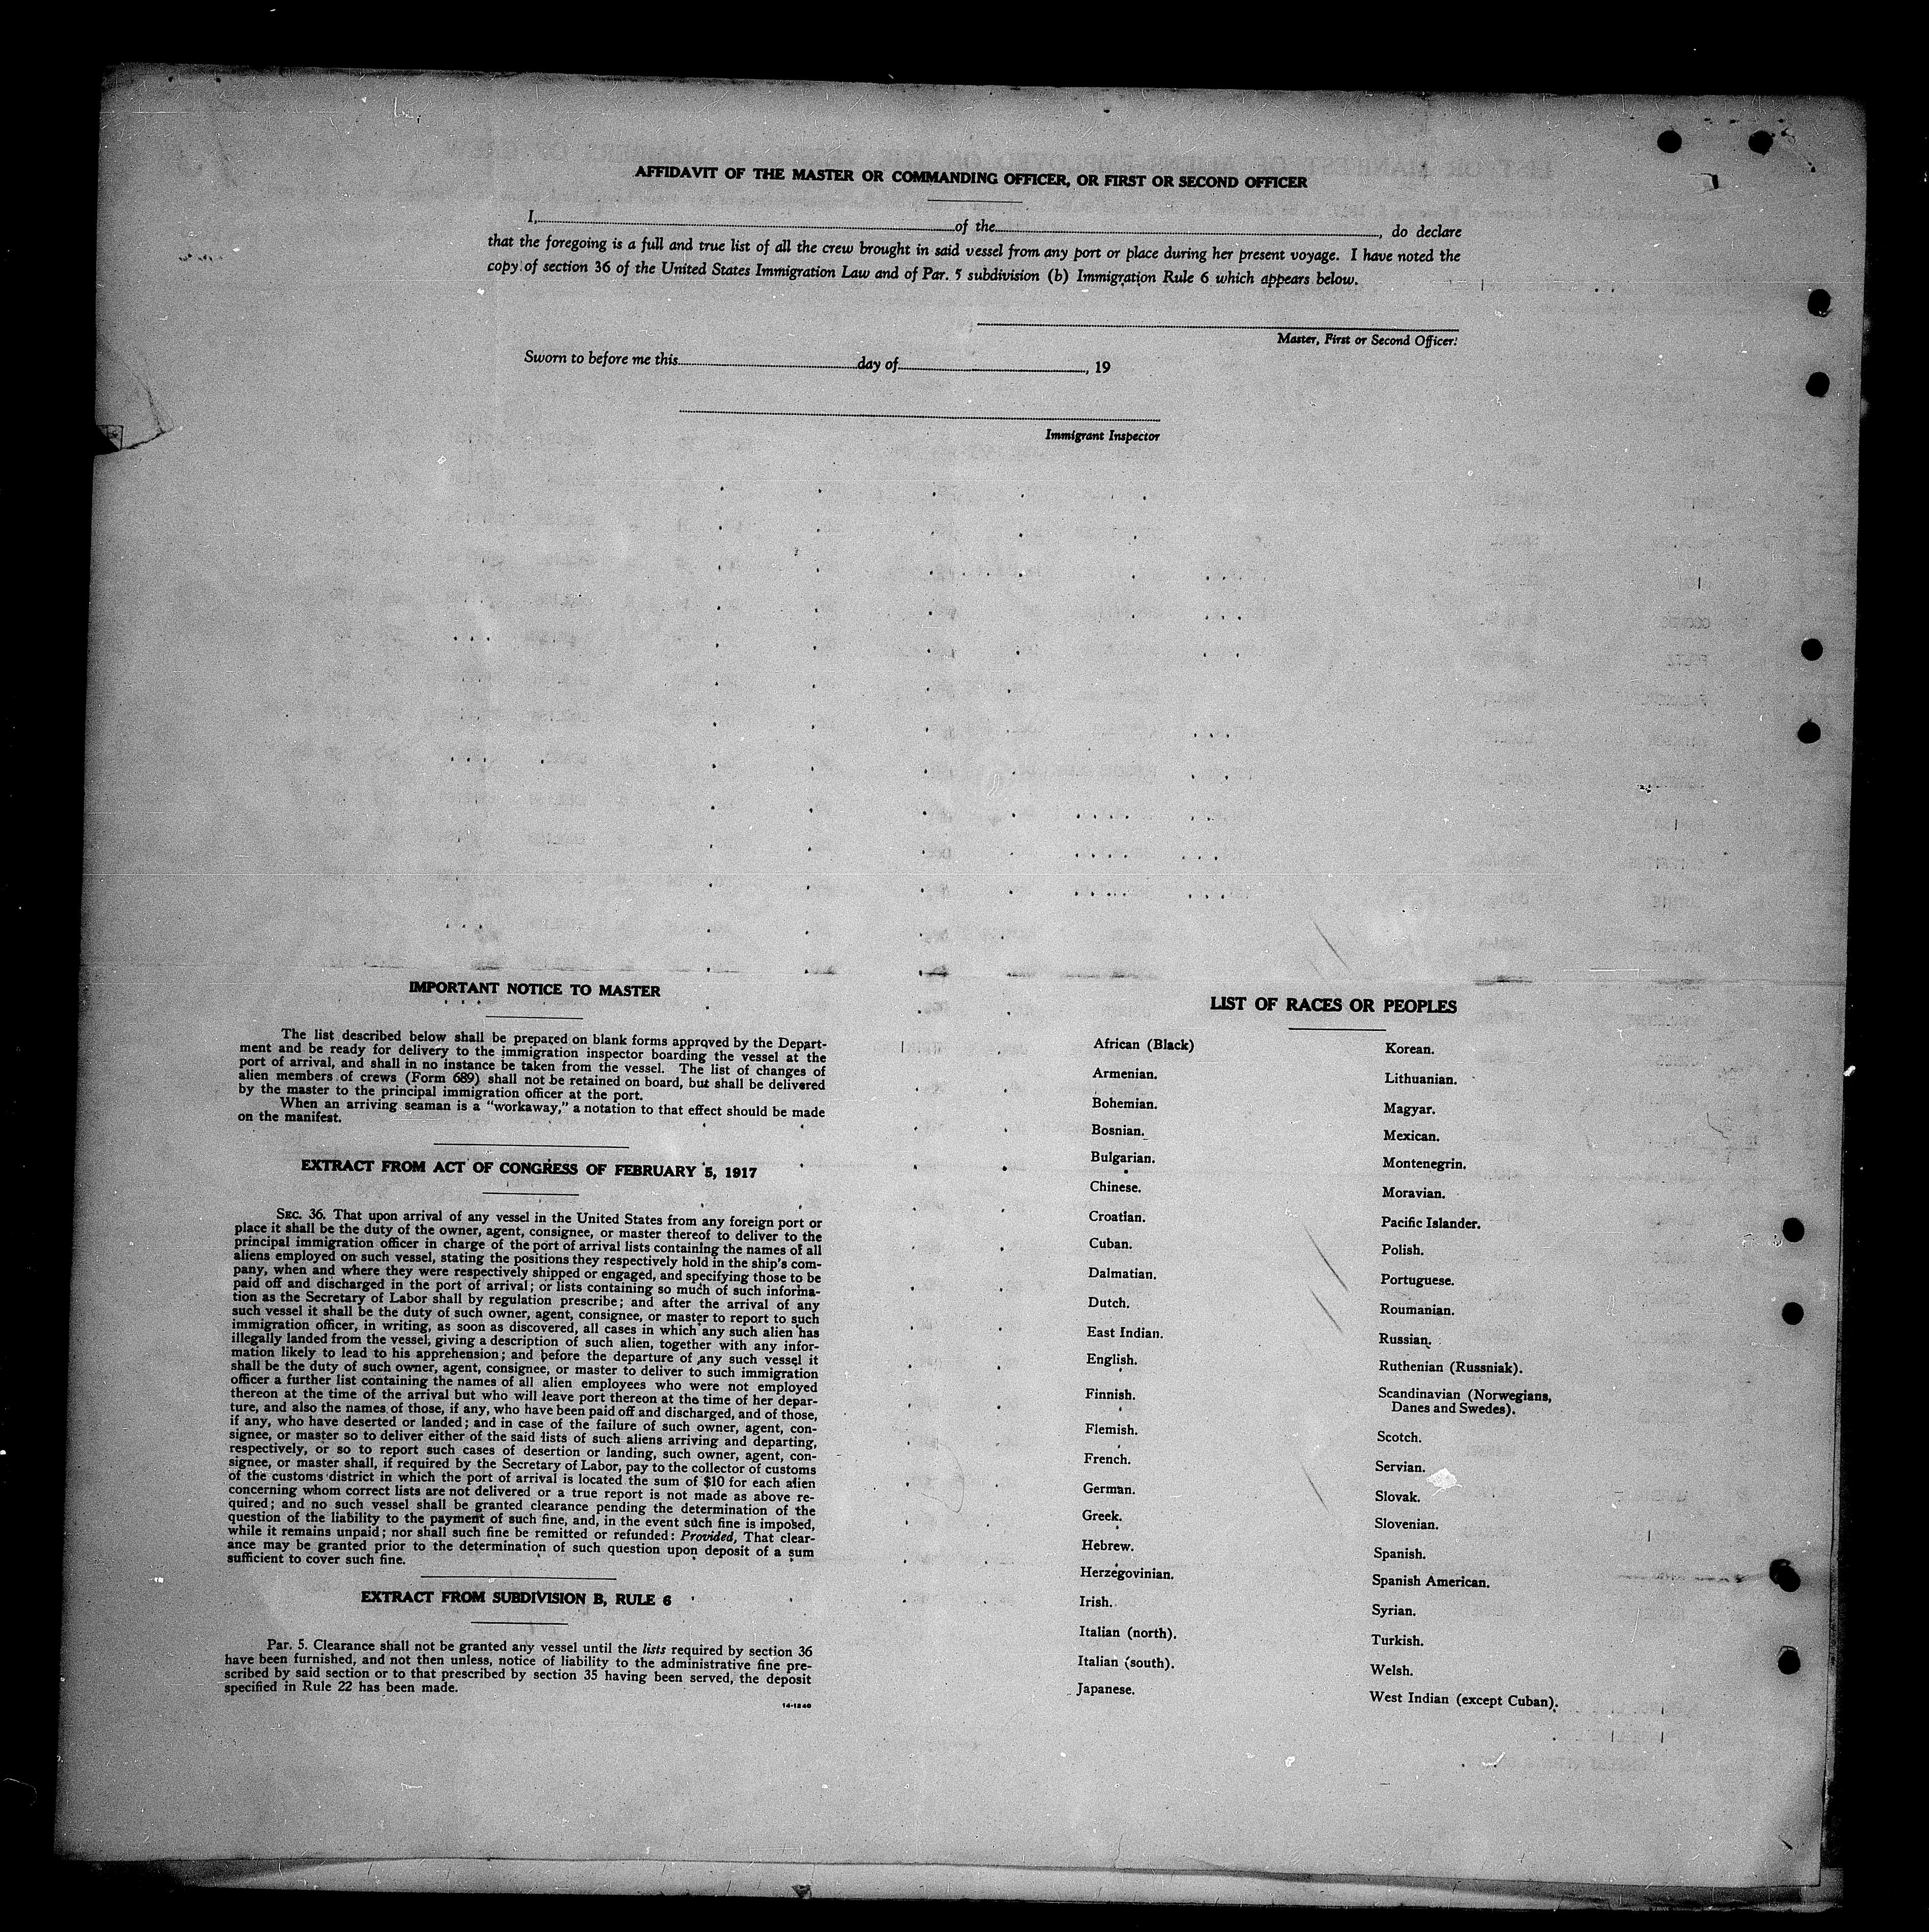 AFFIDAVIT OF THE MASTER OR COMMANDING OFFICER, OR FIRST OR SECOND OFFICER
I, of the , do declare
that the foregoing is a full and true list of all the crew brought in said vessel from any port or place during her present voyage. I have noted the
copy of section 36 of the United States Immigration Law and of Par. 5 subdivision (b) Immigration Rule 6 which appears below.
Master, First or Second Officer.
Sworn to before me this day of , 19
Immigrant Inspector
IMPORTANT NOTICE TO MASTER
The list described below shall be prepared on blank forms approved by the Depart-
ment and be ready for delivery to the immigration inspector boarding the vessel at the
port of arrival, and shall in no instance be taken from the vessel. The list of changes of
alien members of crews (Form 689) shall not be retained on board, but shall be delivered
by the master to the principal immigration officer at the port.
When an arriving seaman is a "workaway," a notation to that effect should be made
on the manifest.
EXTRACT FROM ACT OF CONGRESS OF FEBRUARY 5, 1917
SEC. 36. That upon arrival of any vessel in the United States from any foreign port or
place it shall be the duty of the owner, agent, consignee, or master thereof to deliver to the
principal immigration officer in charge of the port of arrival lists containing the names of all
aliens employed on such vessel, stating the positions they respectively hold in the ship's com-
pany, when and where they were respectively shipped or engaged, and specifying those to be
paid off and discharged in the port of arrival; or lists containing so much of such informa-
tion as the Secretary of Labor shall by regulation prescribe; and after the arrival of any
such vessel it shall be the duty of such owner, agent, consignee, or master to report to such
immigration officer, in writing, as soon as discovered, all cases in which any such alien has
illegally landed from the vessel, giving a description of such alien, together with any infor-
mation likely to lead to his apprehension; and before the departure of any such vessel it
shall be the duty of such owner, agent, consignee, or master to deliver to such immigration
officer a further list containing the names of all alien employees who were not employed
thereon at the time of the arrival but who will leave port thereon at the time of her depar-
ture, and also the names of those, if any, who have been paid off and discharged, and of those,
if any, who have deserted or landed; and in case of the failure of such owner, agent, con-
signee, or master so to deliver either of the said lists of such aliens arriving and departing,
respectively, or so to report such cases of desertion or landing, such owner, agent, con-
signee, or master shall, if required by the Secretary of Labor, pay to the collector of customs
of the customs district in which the port of arrival is located the sum of $10 for each alien
concerning whom correct lists are not delivered or a true report is not made as above re-
quired; and no such vessel shall be granted clearance pending the determination of the
question of the liability to the payment of such fine, and, in the event such fine is imposed,
while it remains unpaid; nor shall such fine be remitted or refunded: Provided, That clear-
ance may be granted prior to the determination of such question upon deposit of a sum
sufficient to cover such fine.
EXTRACT FROM SUBDIVISION B, RULE 6
Par. 5. Clearance shall not be granted any vessel until the lists required by section 36
have been furnished, and not then unless, notice of liability to the administrative fine pre-
scribed by said section or to that prescribed by section 35 having been served, the deposit
specified in Rule 22 has been made.
14-1240
LIST OF RACES OR PEOPLES
African (Black)
Armenian.
Bohemian.
Bosnian.
Bulgarian.
Chinese.
Croatian.
Cuban.
Dalmatian.
Dutch.
East Indian.
English.
Finnish.
Flemish.
French.
German.
Greek.
Hebrew.
Herzegovinian.
Irish.
Italian (north).
Italian (south).
Japanese.
Korean.
Lithuanian.
Magyar.
Mexican.
Montenegrin.
Moravian.
Pacific Islander.
Polish.
Portuguese.
Roumanian.
Russian.
Ruthenian (Russniak).
Scandinavian (Norwegians,
Danes and Swedes).
Scotch.
Servian.
Slovak.
Slovenian.
Spanish.
Spanish American.
Syrian.
Turkish.
Welsh.
West Indian (except Cuban).